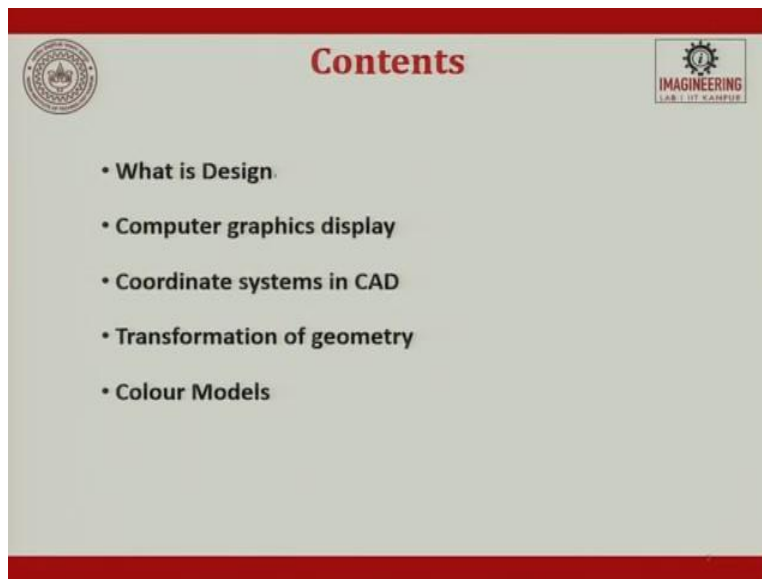 Contents
IMAGINEERING
LAB | IIT KANPUR
• What is Design
• Computer graphics display
• Coordinate systems in CAD
• Transformation of geometry
• Colour Models